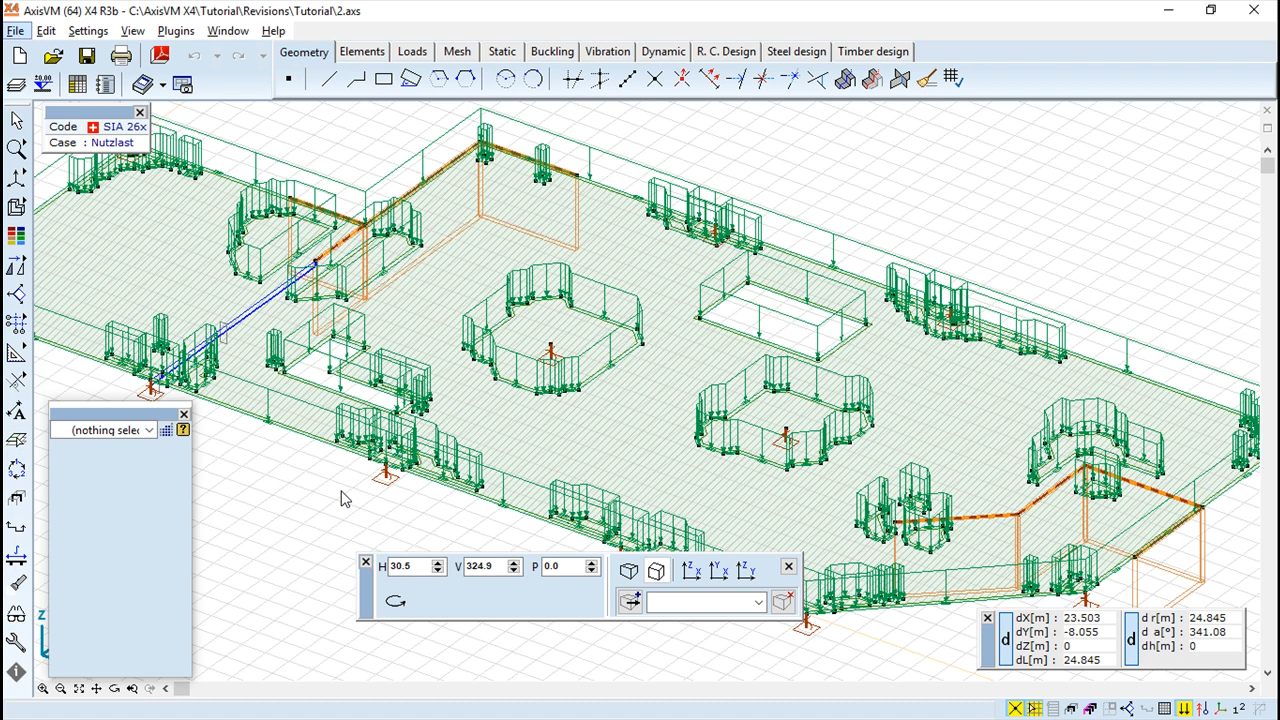 X4 AxisVM (64) X4 R3b - C:\AxisVM X4\Tutorial\Revisions\Tutorial\2.axs
File Edit Settings View Plugins Window Help
Geometry Elements Loads Mesh Static Buckling Vibration Dynamic R. C. Design Steel design Timber design
Code SIA 26x
Case : Nutzlast
(nothing selec
H 30.5 V 324.9 P 0.0
Z
d dX[m] : 23.503
dY[m] : -8.055
dZ[m] : 0
dL[m] : 24.845
d d r[m] : 24.845
d a[°] : 341.08
dh[m] : 0